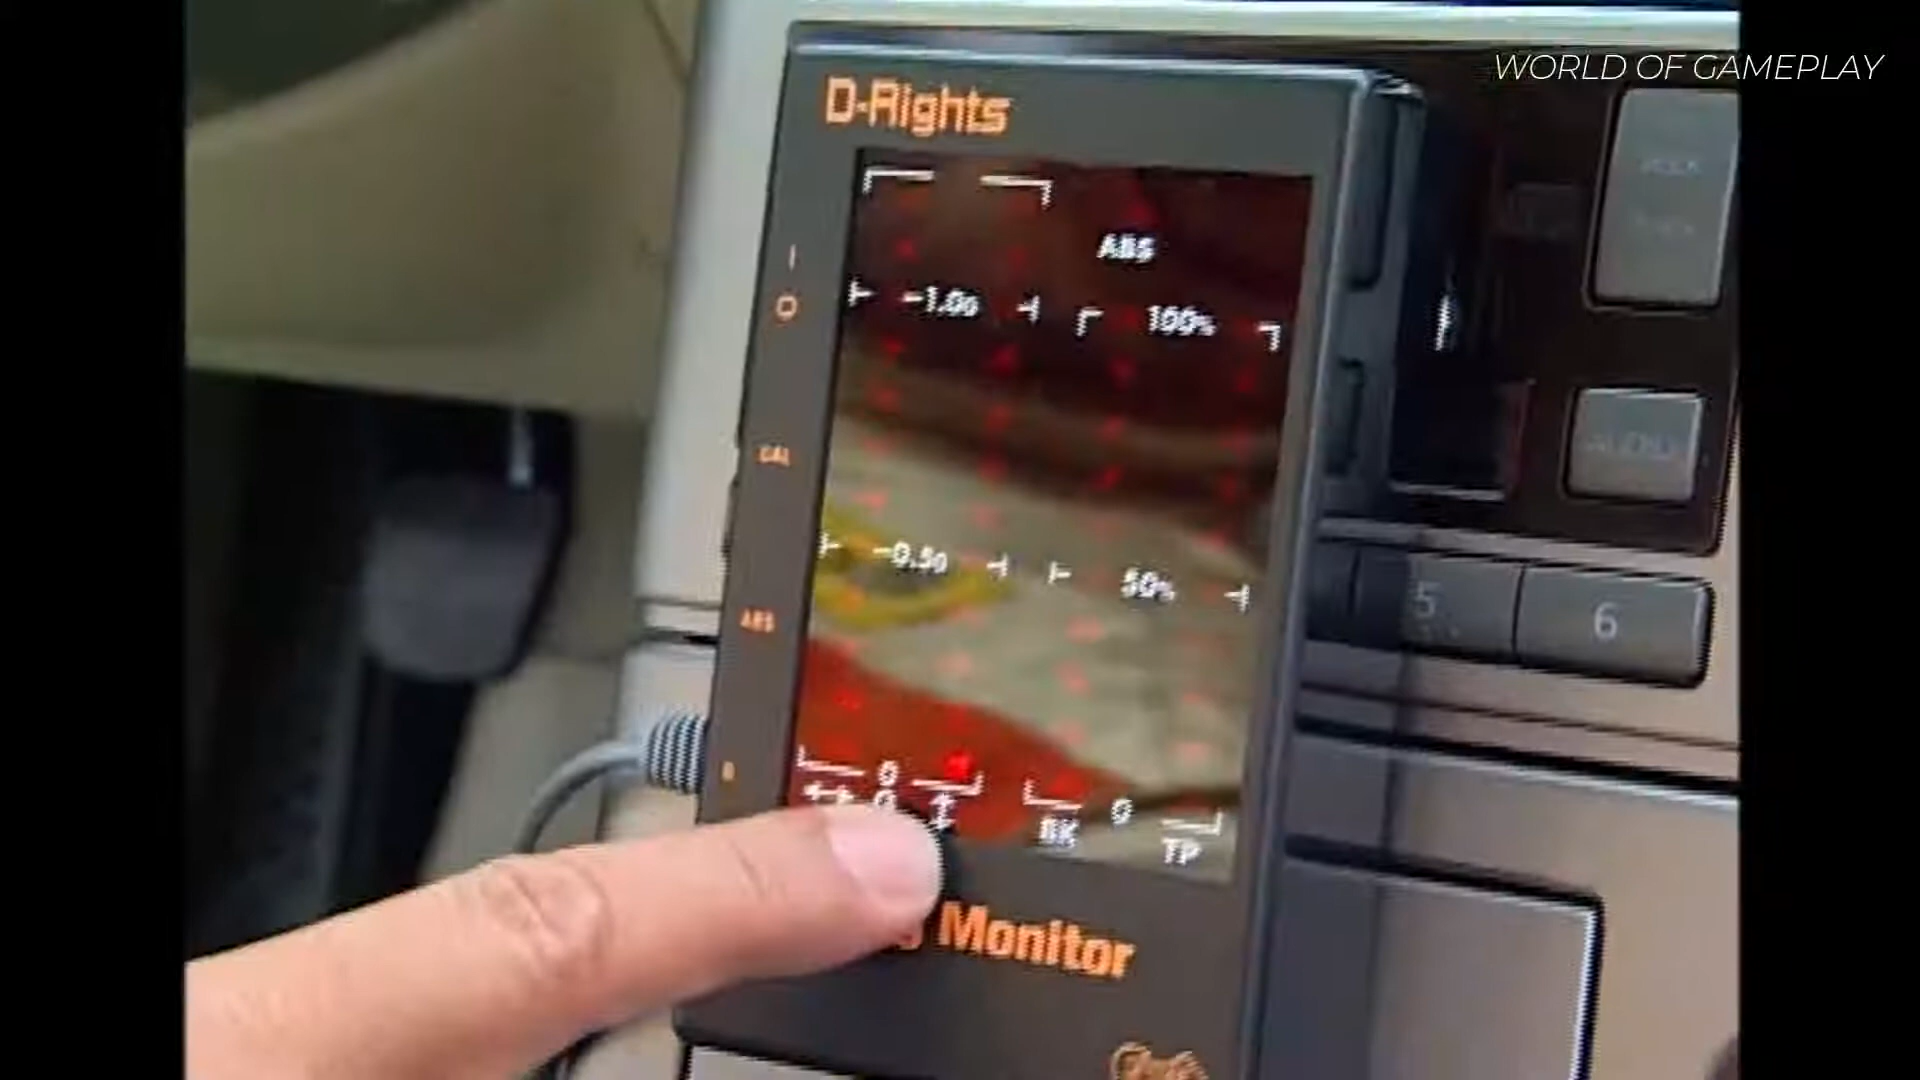 WORLD OF GAMEPLAY
D-Rights
ABS
I
O
-1.0G
100%
CAL
AUDIO
-0.5G
50%
5
6
ABS
0
0
BK
TP
Monitor